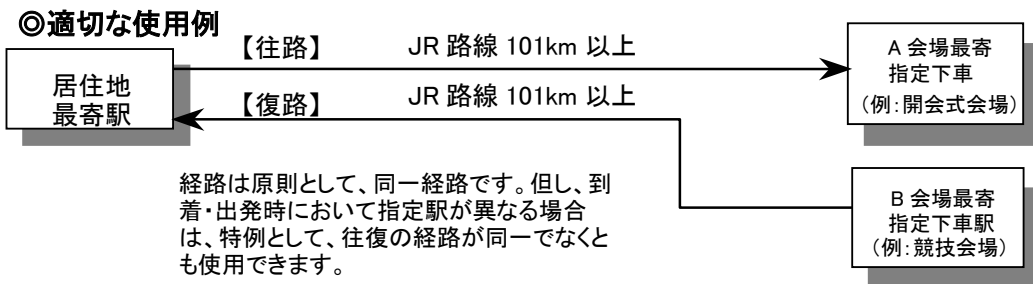 ◎適切な使用例
【往路】 JR 路線 101km 以上
居住地
最寄駅
A 会場最寄
指定下車
(例:開会式会場)
【復路】 JR 路線 101km 以上
経路は原則として、同一経路です。但し、到
着・出発時において指定駅が異なる場合
は、特例として、往復の経路が同一でなくと
も使用できます。
B 会場最寄
指定下車駅
(例:競技会場)